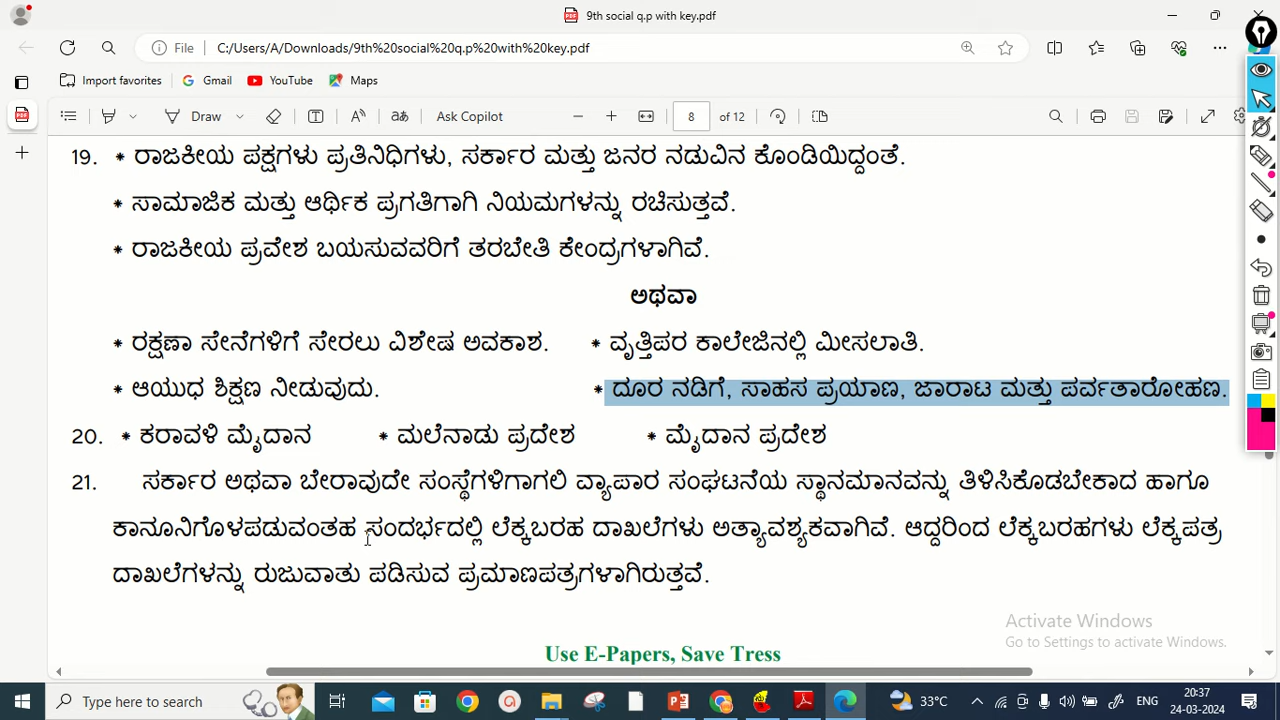 9th social q.p with key.pdf
File C:/Users/A/Downloads/9th%20social%20q.p%20with%20key.pdf
Import favorites Gmail YouTube Maps
Draw Ask Copilot 8 of 12
19. * ರಾಜಕೀಯ ಪಕ್ಷಗಳು ಪ್ರತಿನಿಧಿಗಳು, ಸರ್ಕಾರ ಮತ್ತು ಜನರ ನಡುವಿನ ಕೊಂಡಿಯಿದ್ದಂತೆ.
* ಸಾಮಾಜಿಕ ಮತ್ತು ಆರ್ಥಿಕ ಪ್ರಗತಿಗಾಗಿ ನಿಯಮಗಳನ್ನು ರಚಿಸುತ್ತವೆ.
* ರಾಜಕೀಯ ಪ್ರವೇಶ ಬಯಸುವವರಿಗೆ ತರಬೇತಿ ಕೇಂದ್ರಗಳಾಗಿವೆ.
ಅಥವಾ
* ರಕ್ಷಣಾ ಸೇನೆಗಳಿಗೆ ಸೇರಲು ವಿಶೇಷ ಅವಕಾಶ. * ವೃತ್ತಿಪರ ಕಾಲೇಜಿನಲ್ಲಿ ಮೀಸಲಾತಿ.
* ಆಯುಧ ಶಿಕ್ಷಣ ನೀಡುವುದು. * ದೂರ ನಡಿಗೆ, ಸಾಹಸ ಪ್ರಯಾಣ, ಜಾರಾಟ ಮತ್ತು ಪರ್ವತಾರೋಹಣ.
20. * ಕರಾವಳಿ ಮೈದಾನ * ಮಲೆನಾಡು ಪ್ರದೇಶ * ಮೈದಾನ ಪ್ರದೇಶ
21. ಸರ್ಕಾರ ಅಥವಾ ಬೇರಾವುದೇ ಸಂಸ್ಥೆಗಳಿಗಾಗಲಿ ವ್ಯಾಪಾರ ಸಂಘಟನೆಯ ಸ್ಥಾನಮಾನವನ್ನು ತಿಳಿಸಿಕೊಡಬೇಕಾದ ಹಾಗೂ
ಕಾನೂನಿಗೊಳಪಡುವಂತಹ ಸಂದರ್ಭದಲ್ಲಿ ಲೆಕ್ಕಬರಹ ದಾಖಲೆಗಳು ಅತ್ಯಾವಶ್ಯಕವಾಗಿವೆ. ಆದ್ದರಿಂದ ಲೆಕ್ಕಬರಹಗಳು ಲೆಕ್ಕಪತ್ರ
ದಾಖಲೆಗಳನ್ನು ರುಜುವಾತು ಪಡಿಸುವ ಪ್ರಮಾಣಪತ್ರಗಳಾಗಿರುತ್ತವೆ.
Activate Windows
Go to Settings to activate Windows.
Use E-Papers, Save Tress
Type here to search 33°C ENG 20:37
24-03-2024